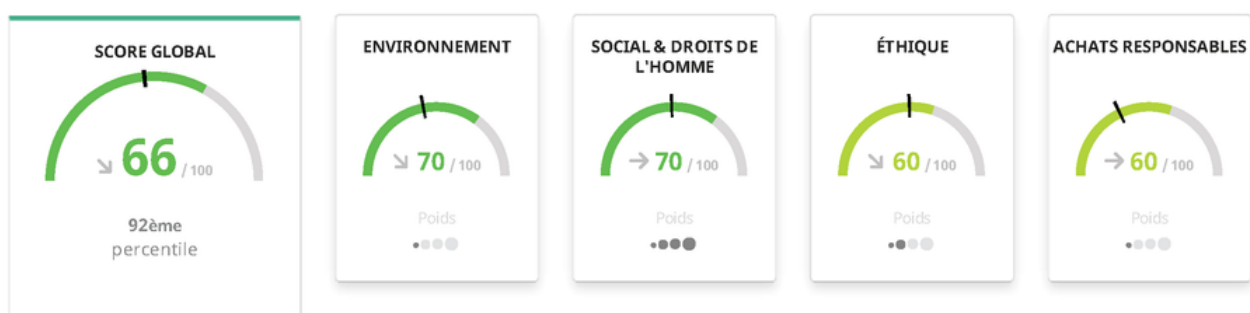 SCORE GLOBAL
66 / 100
92ème
percentile
ENVIRONNEMENT
70 / 100
Poids
SOCIAL & DROITS DE
L'HOMME
70 / 100
Poids
ÉTHIQUE
60 / 100
Poids
ACHATS RESPONSABLES
60 / 100
Poids